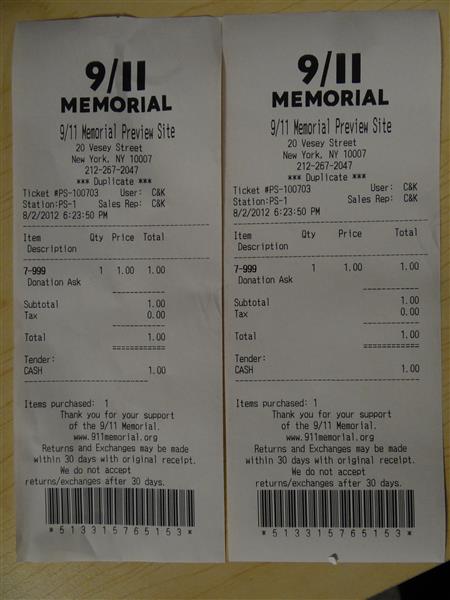 9/11
MEMORIAL
9/11 Memorial Preview Site
20 Vesey Street
New York, NY 10007
212-267-2047
*** Duplicate ***
Ticket #PS-100703 User: C&K
Station:PS-1 Sales Rep: C&K
8/2/2012 6:23:50 PM
Item Qty Price Total
Description
7-999 1 1.00 1.00
Donation Ask
Subtotal 1.00
Tax 0.00
Total 1.00
Tender:
CASH 1.00
Items purchased: 1
Thank you for your support
of the 9/11 Memorial.
www.911memorial.org
Returns and Exchanges may be made
within 30 days with original receipt.
We do not accept
returns/exchanges after 30 days.
*513315765153*
9/11
MEMORIAL
9/11 Memorial Preview Site
20 Vesey Street
New York, NY 10007
212-267-2047
*** Duplicate ***
Ticket #PS-100703 User: C&K
Station:PS-1 Sales Rep: C&K
8/2/2012 6:23:50 PM
Item Qty Price Total
Description
7-999 1 1.00 1.00
Donation Ask
Subtotal 1.00
Tax 0.00
Total 1.00
Tender:
CASH 1.00
Items purchased: 1
Thank you for your support
of the 9/11 Memorial.
www.911memorial.org
Returns and Exchanges may be made
within 30 days with original receipt.
We do not accept
returns/exchanges after 30 days.
*513315765153*